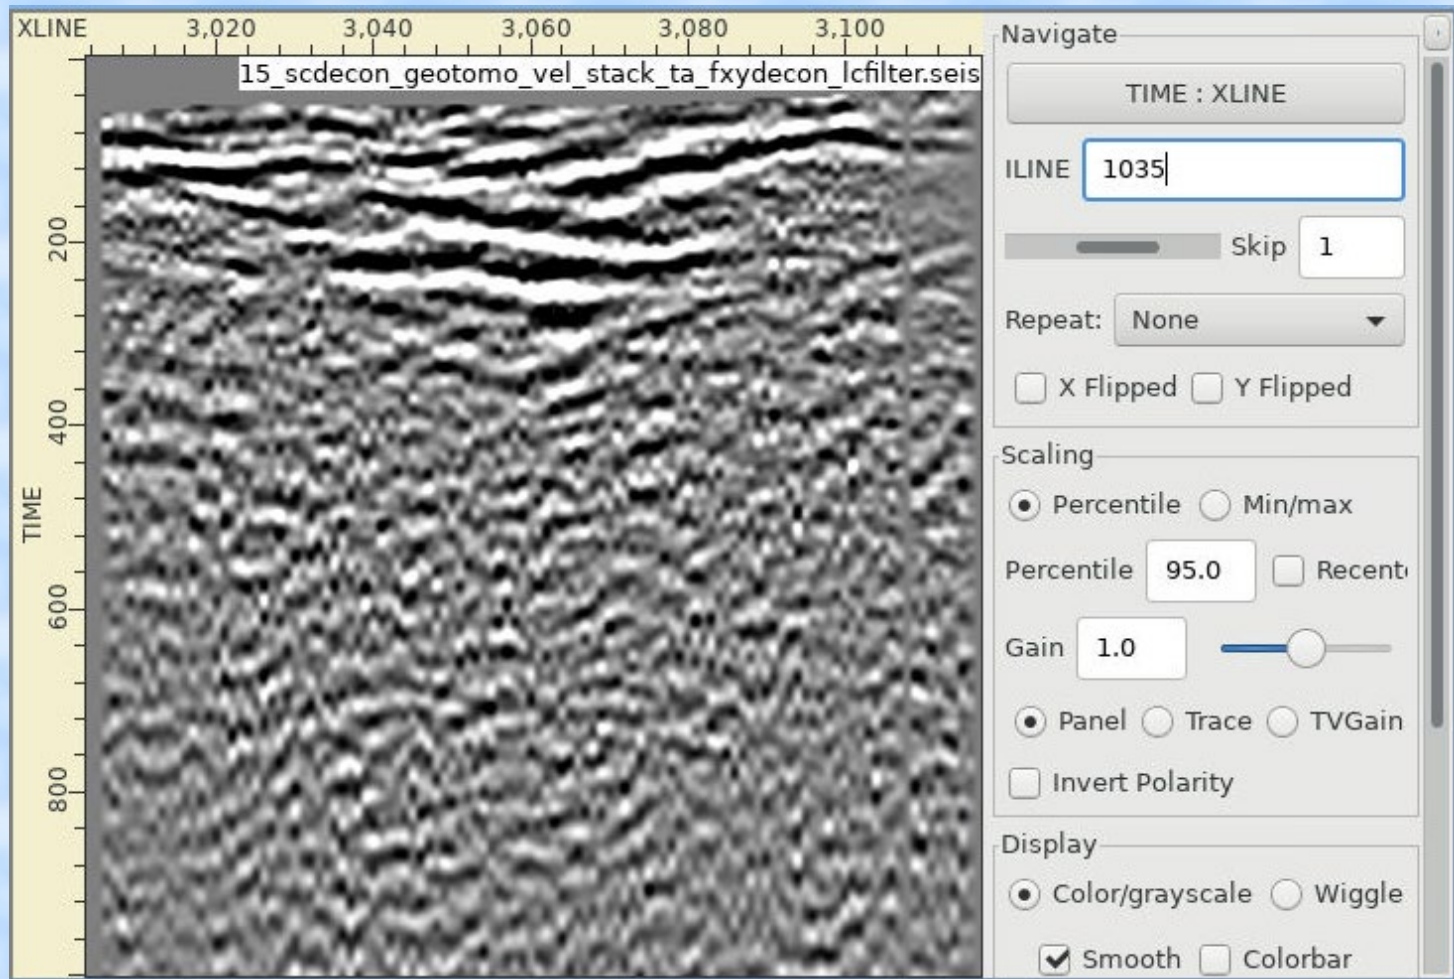 XLINE 3,020 3,040 3,060 3,080 3,100
15_scdecon_geotomo_vel_stack_ta_fxydecon_lcfilter.seis
TIME
200
400
600
800
Navigate
TIME : XLINE
ILINE 1035
Skip 1
Repeat: None
X Flipped Y Flipped
Scaling
Percentile Min/max
Percentile 95.0 Recent
Gain 1.0
Panel Trace TVGain
Invert Polarity
Display
Color/grayscale Wiggle
Smooth Colorbar